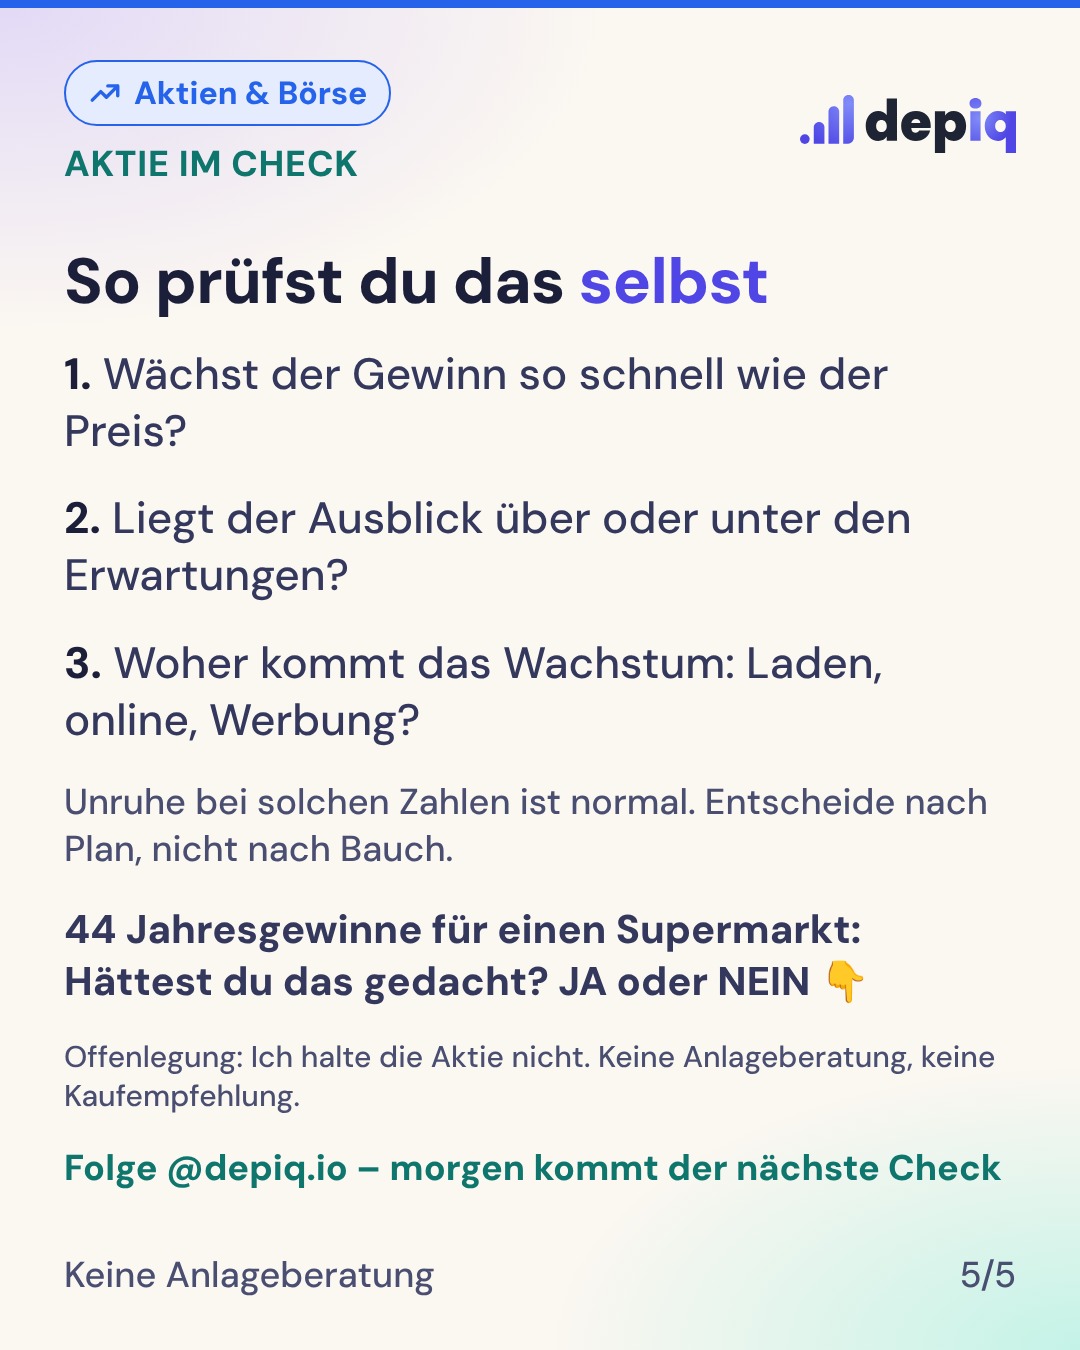 Aktien & Börse
depiq
AKTIE IM CHECK
So prüfst du das selbst
1. Wächst der Gewinn so schnell wie der
Preis?
2. Liegt der Ausblick über oder unter den
Erwartungen?
3. Woher kommt das Wachstum: Laden,
online, Werbung?
Unruhe bei solchen Zahlen ist normal. Entscheide nach
Plan, nicht nach Bauch.
44 Jahresgewinne für einen Supermarkt:
Hättest du das gedacht? JA oder NEIN 👇
Offenlegung: Ich halte die Aktie nicht. Keine Anlageberatung, keine
Kaufempfehlung.
Folge @depiq.io – morgen kommt der nächste Check
Keine Anlageberatung
5/5